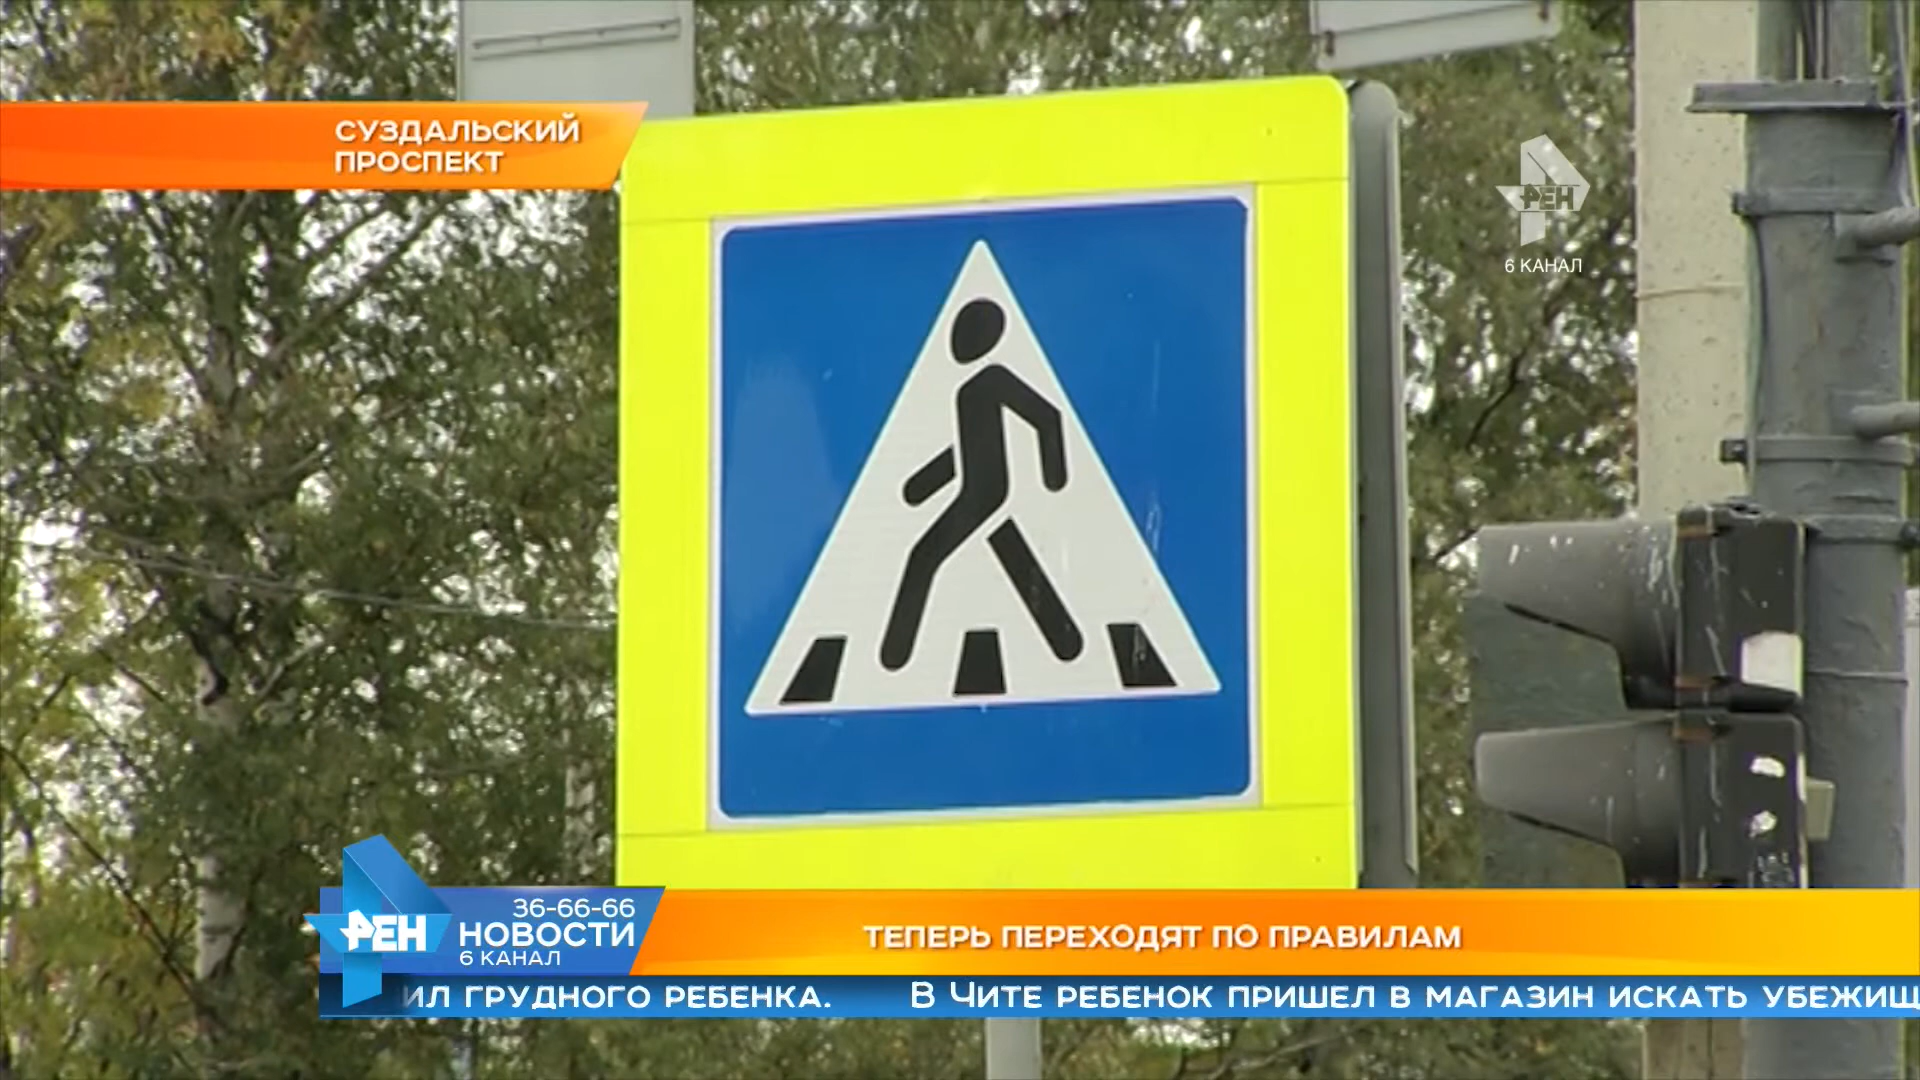 СУЗДАЛЬСКИЙ
ПРОСПЕКТ
РЕН
6 КАНАЛ
36-66-66
РЕН НОВОСТИ
6 КАНАЛ
ТЕПЕРЬ ПЕРЕХОДЯТ ПО ПРАВИЛАМ
ИЛ ГРУДНОГО РЕБЕНКА. В ЧИТЕ РЕБЕНОК ПРИШЕЛ В МАГАЗИН ИСКАТЬ УБЕЖИЩ